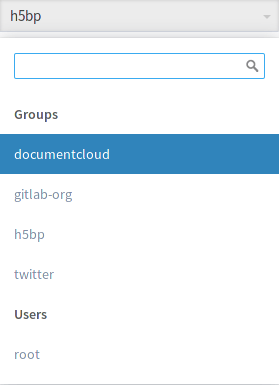 h5bp
Groups
documentcloud
gitlab-org
h5bp
twitter
Users
root